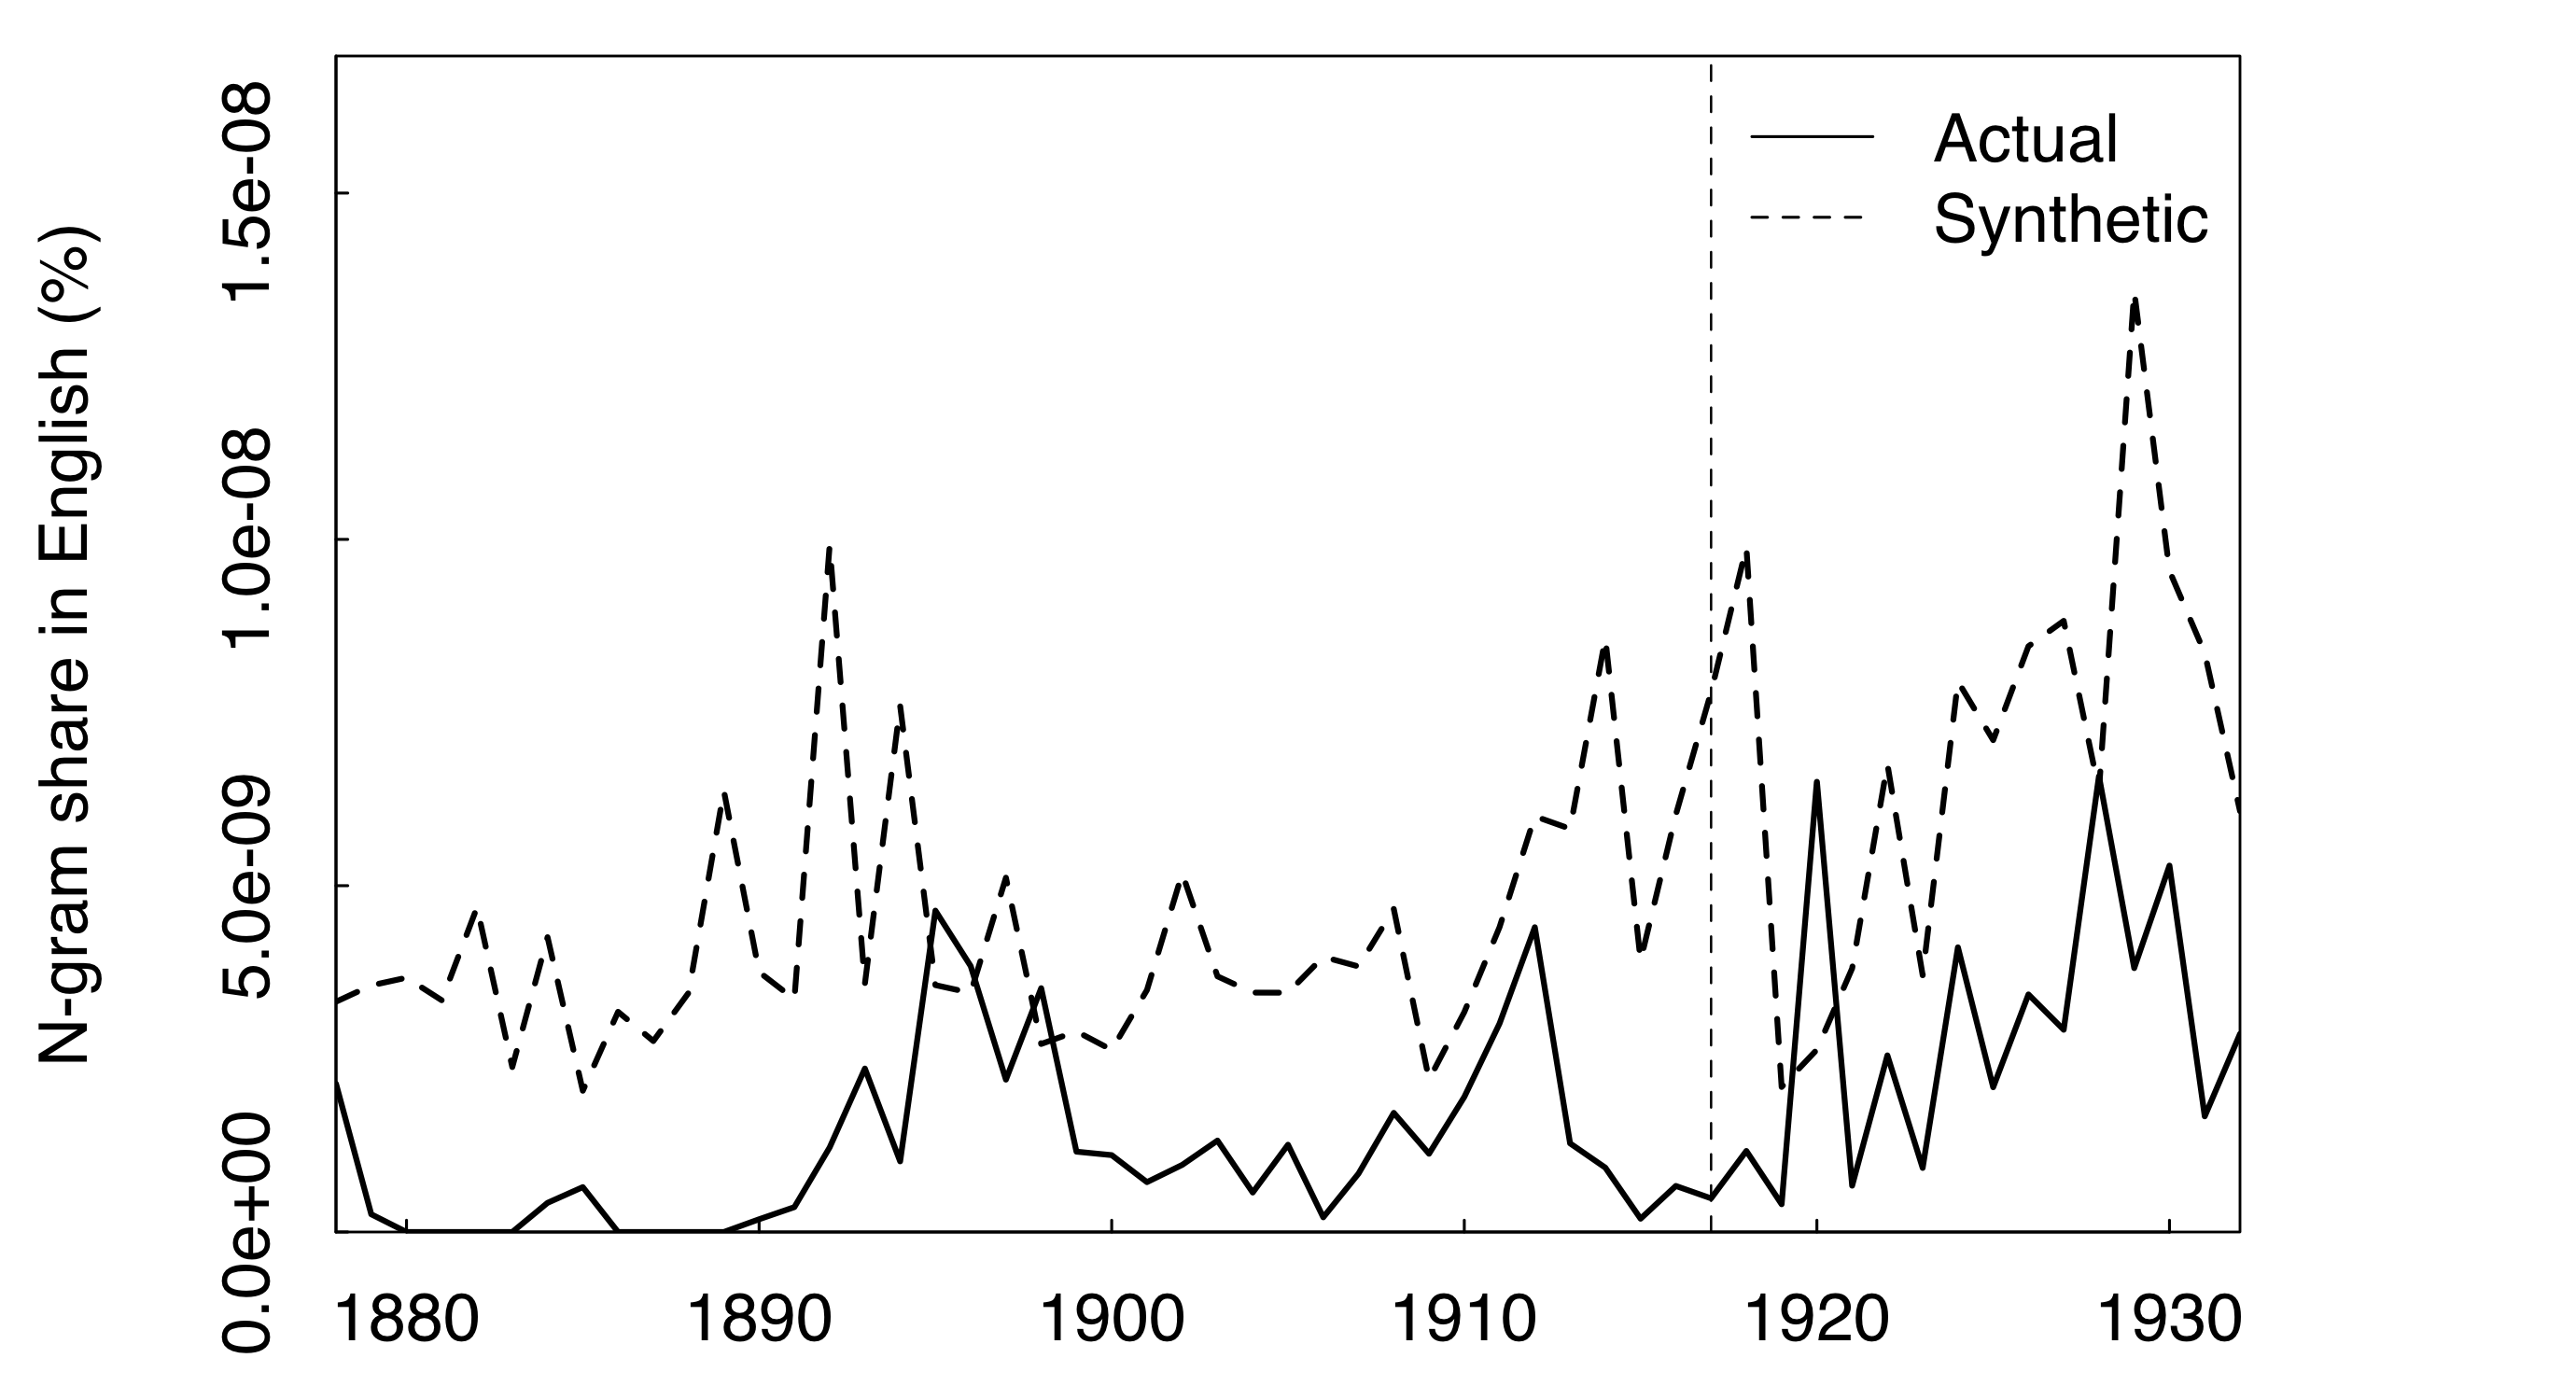 N-gram share in English (%)
1.5e-08
1.0e-08
5.0e-09
0.0e+00
Actual
Synthetic
1880 1890 1900 1910 1920 1930